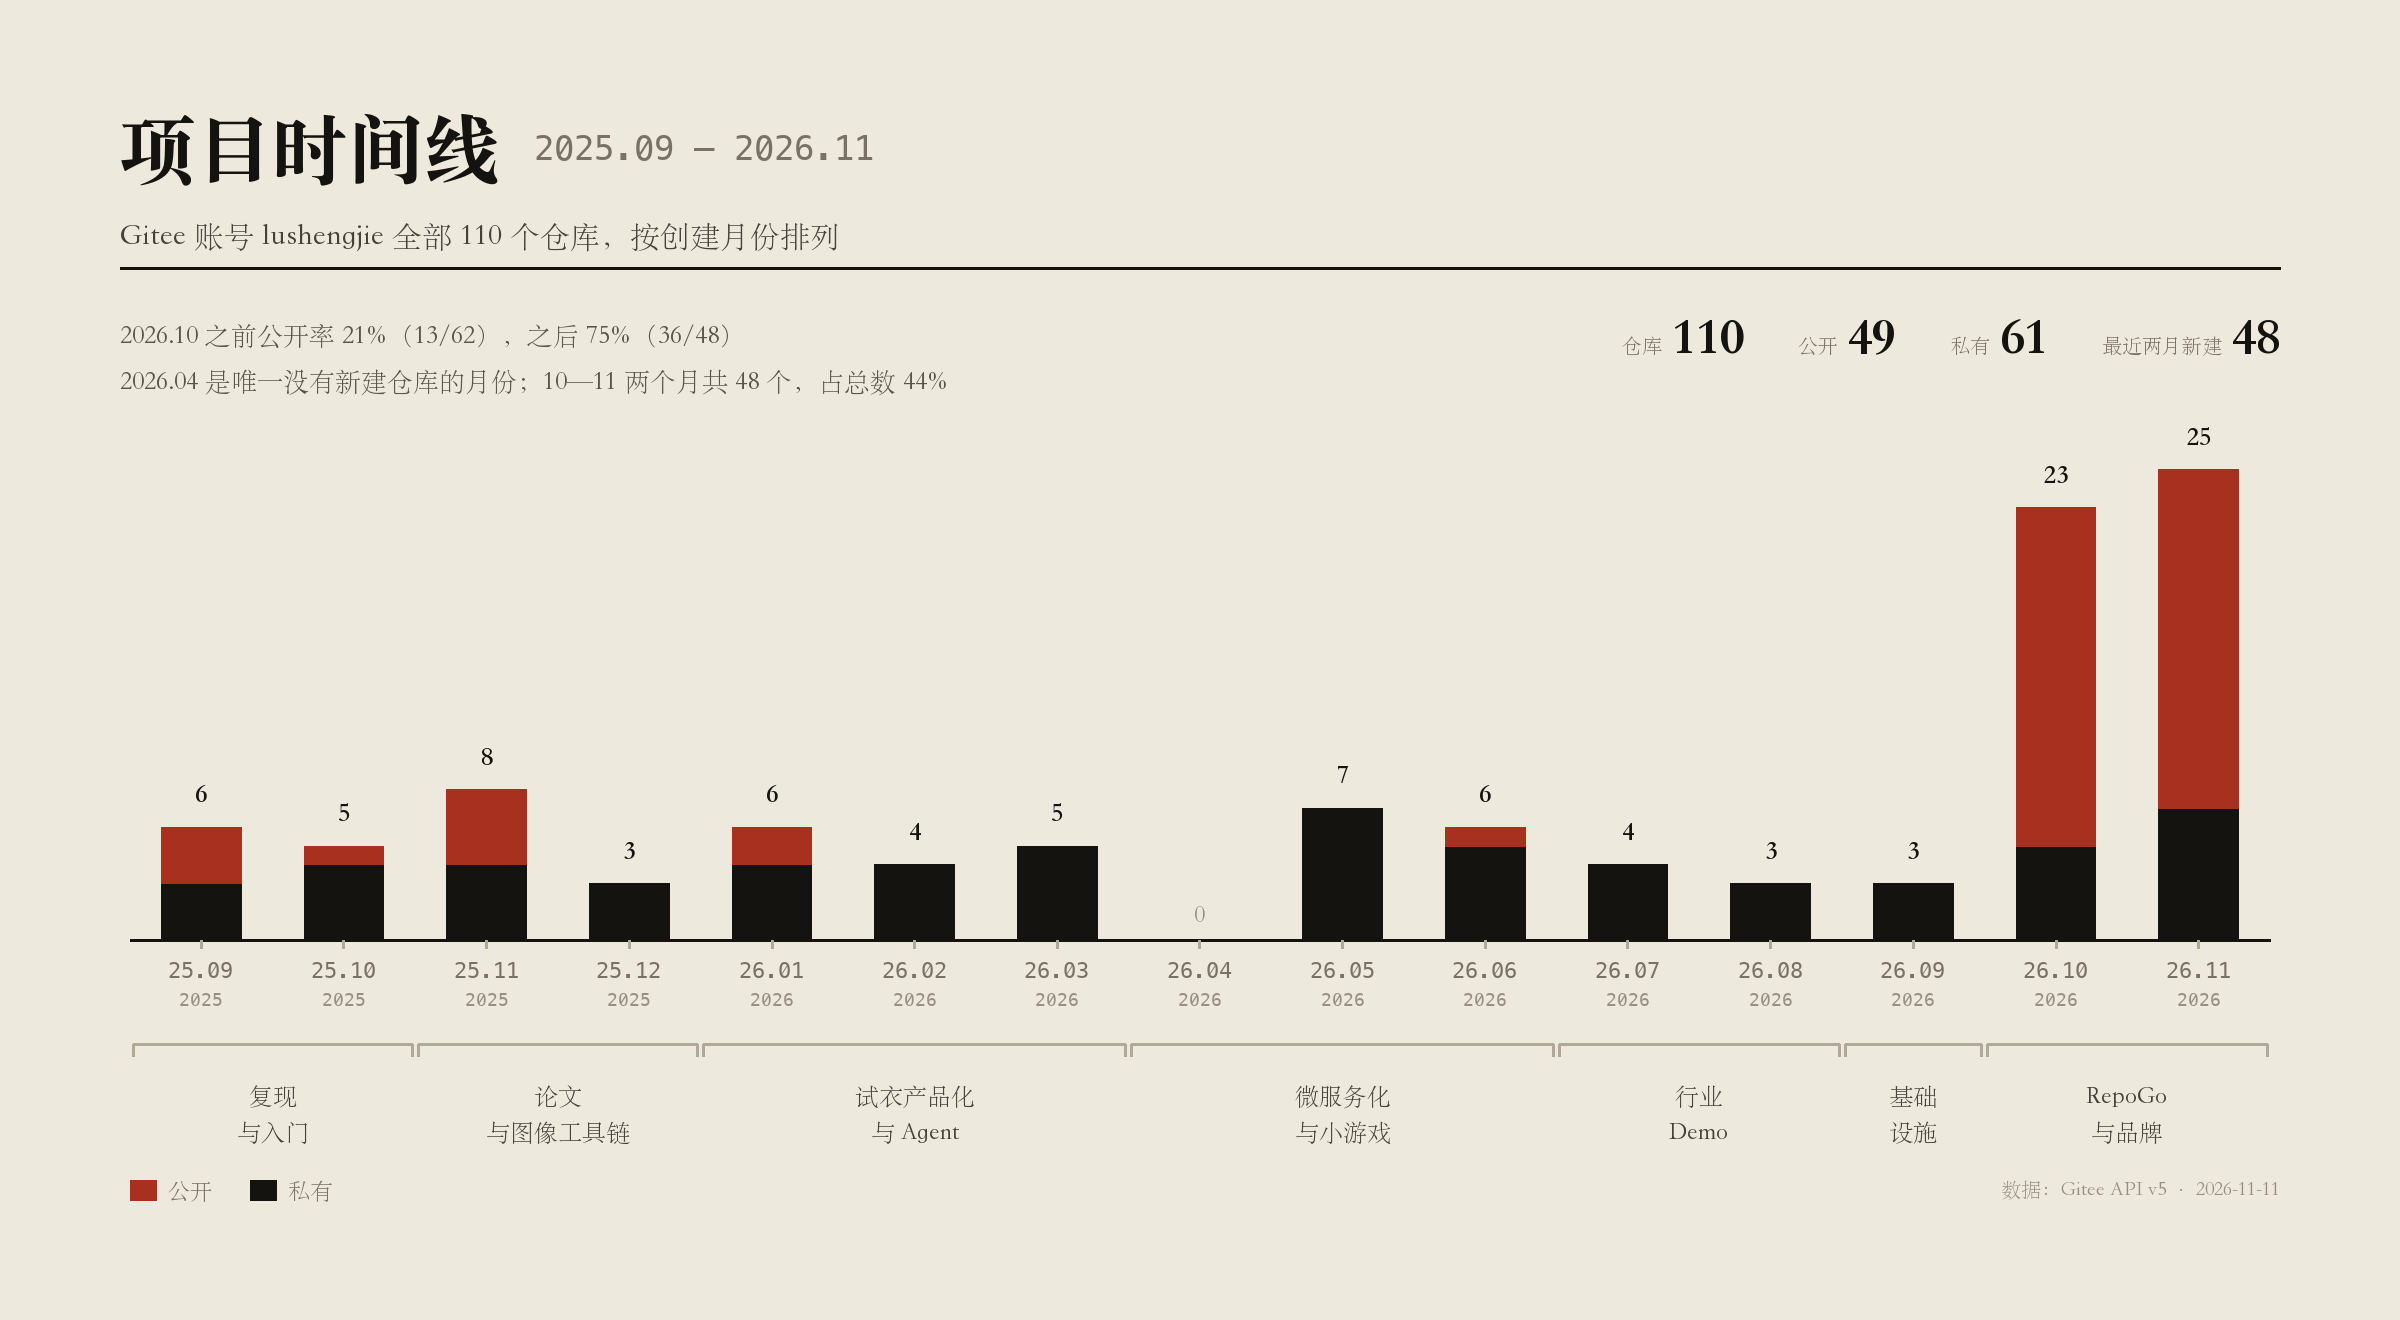 项目时间线 2025.09 — 2026.11
Gitee 账号 lushengjie 全部 110 个仓库，按创建月份排列
2026.10 之前公开率 21%（13/62），之后 75%（36/48）
2026.04 是唯一没有新建仓库的月份；10—11 两个月共 48 个，占总数 44%
仓库 110 公开 49 私有 61 最近两月新建 48
6 5 8 3 6 4 5 0 7 6 4 3 3 23 25
25.09 25.10 25.11 25.12 26.01 26.02 26.03 26.04 26.05 26.06 26.07 26.08 26.09 26.10 26.11
2025 2025 2025 2025 2026 2026 2026 2026 2026 2026 2026 2026 2026 2026 2026
复现
与入门
论文
与图像工具链
试衣产品化
与 Agent
微服务化
与小游戏
行业
Demo
基础
设施
RepoGo
与品牌
公开 私有
数据：Gitee API v5 · 2026-11-11